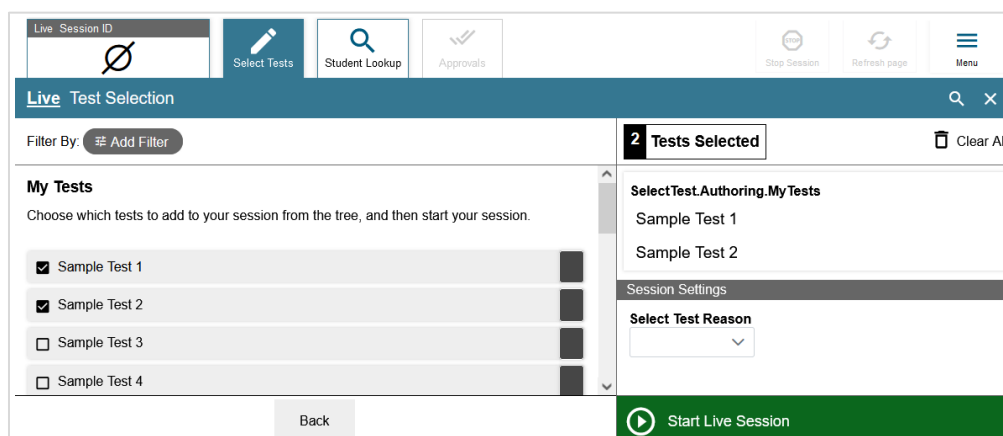 Live Session ID
Ø
Select Tests
Student Lookup
Approvals
STOP
Stop Session
Refresh page
Menu
Live Test Selection
Filter By: Add Filter
2 Tests Selected
Clear Al
My Tests
Choose which tests to add to your session from the tree, and then start your session.
Sample Test 1
Sample Test 2
Sample Test 3
Sample Test 4
Back
SelectTest.Authoring.MyTests
Sample Test 1
Sample Test 2
Session Settings
Select Test Reason
Start Live Session